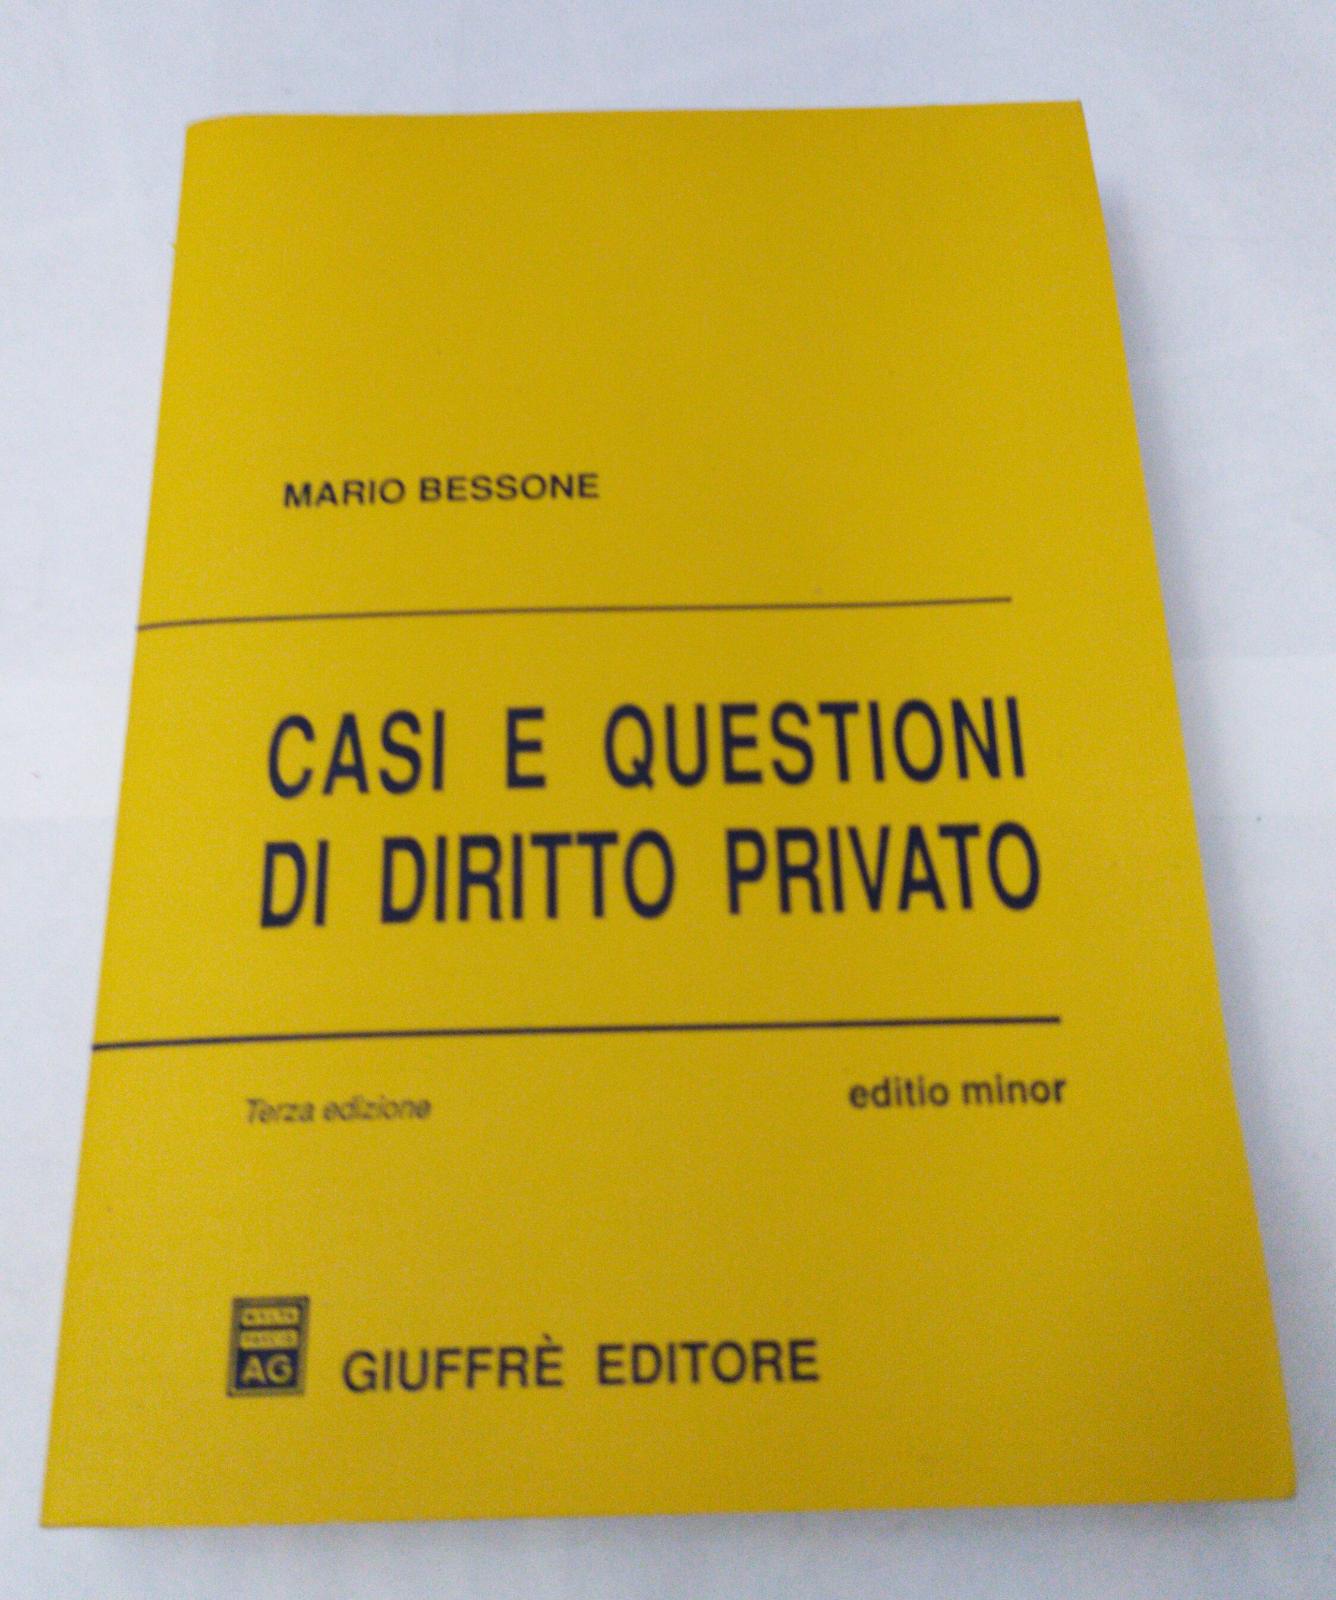 MARIO BESSONE
CASI E QUESTIONI
DI DIRITTO PRIVATO
Terza edizione
editio minor
AG
GIUFFRÈ EDITORE